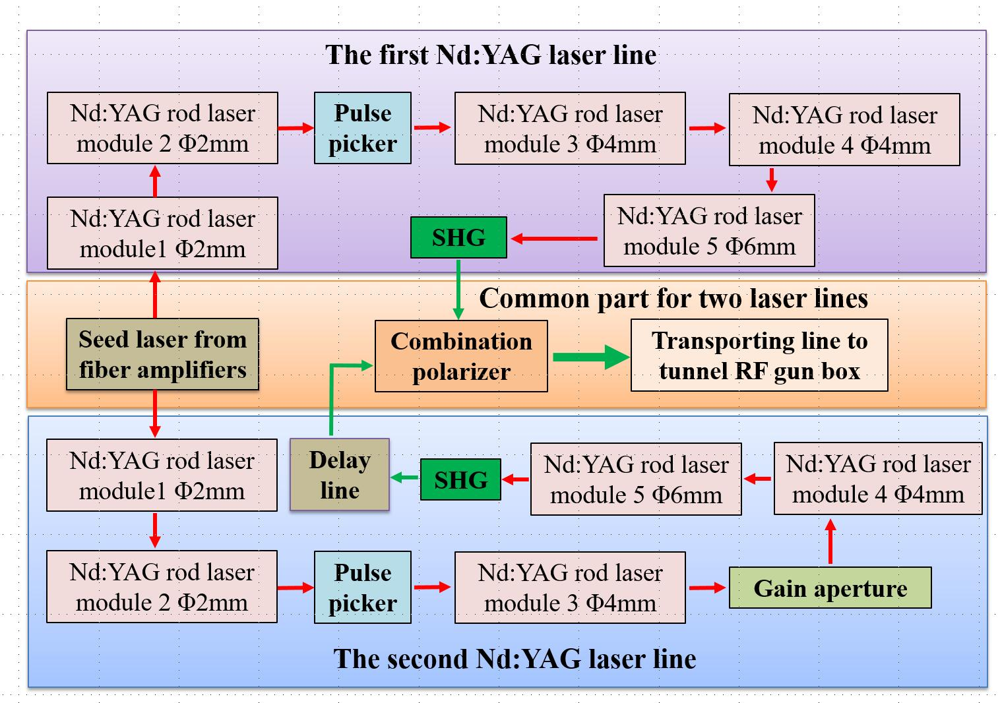 The first Nd:YAG laser line
Nd:YAG rod laser
module 2 Φ2mm
Pulse
picker
Nd:YAG rod laser
module 3 Φ4mm
Nd:YAG rod laser
module 4 Φ4mm
Nd:YAG rod laser
module1 Φ2mm
SHG
Nd:YAG rod laser
module 5 Φ6mm
Common part for two laser lines
Seed laser from
fiber amplifiers
Combination
polarizer
Transporting line to
tunnel RF gun box
Nd:YAG rod laser
module1 Φ2mm
Delay
line
SHG
Nd:YAG rod laser
module 5 Φ6mm
Nd:YAG rod laser
module 4 Φ4mm
Nd:YAG rod laser
module 2 Φ2mm
Pulse
picker
Nd:YAG rod laser
module 3 Φ4mm
Gain aperture
The second Nd:YAG laser line